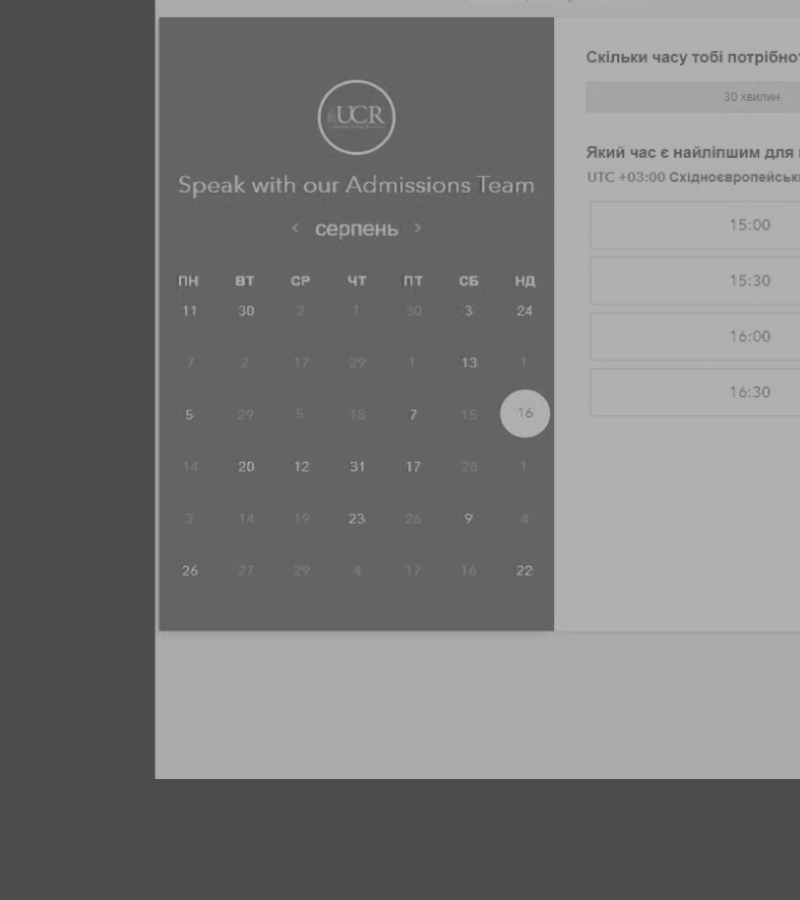 UCR
Speak with our Admissions Team
< серпень >
ПН ВТ СР ЧТ ПТ СБ НД
11 30 2 1 30 3 24
7 2 17 29 1 13 1
5 29 5 18 7 15 16
14 20 12 31 17 28 1
3 14 19 23 26 9 4
26 27 29 4 17 16 22
Скільки часу тобі потрібно
30 хвилин
Який час є найліпшим для
UTC +03:00 Східноєвропейськ
15:00
15:30
16:00
16:30